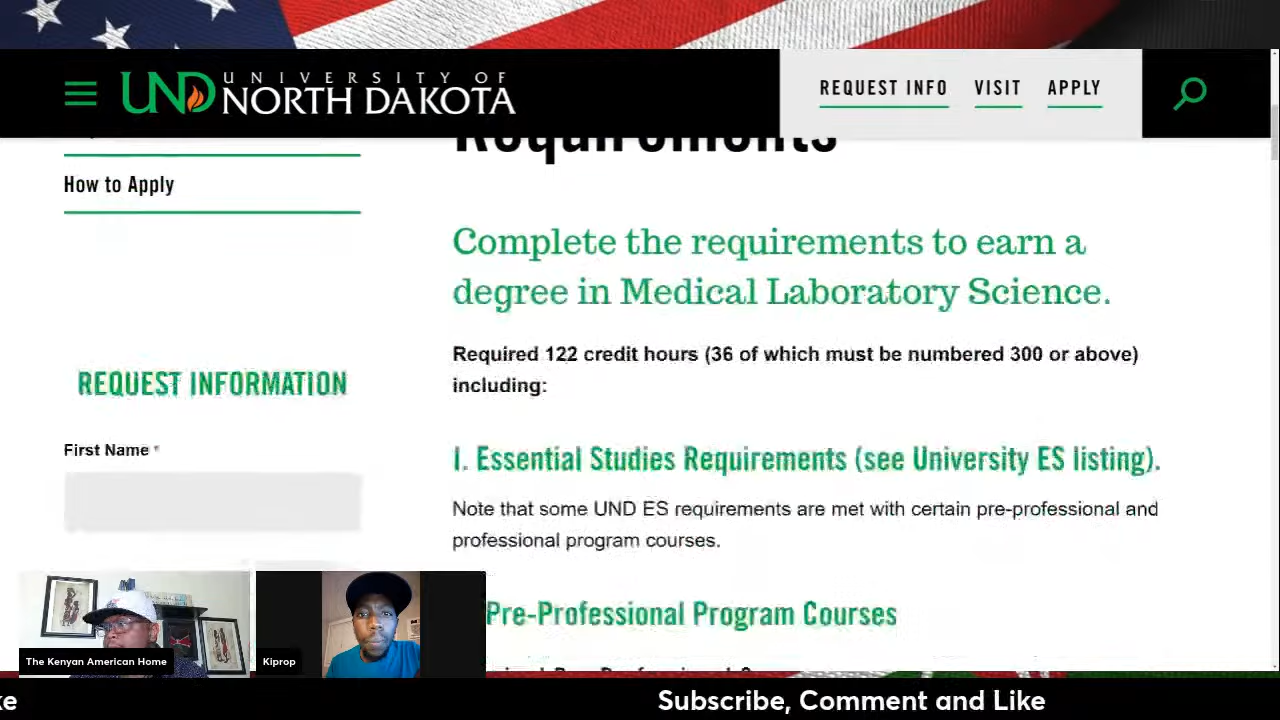 UND UNIVERSITY OF
NORTH DAKOTA
REQUEST INFO
VISIT
APPLY
Requirements
How to Apply
Complete the requirements to earn a
degree in Medical Laboratory Science.
Required 122 credit hours (36 of which must be numbered 300 or above)
including:
REQUEST INFORMATION
First Name *
I. Essential Studies Requirements (see University ES listing).
Note that some UND ES requirements are met with certain pre-professional and
professional program courses.
Pre-Professional Program Courses
The Kenyan American Home
Kiprop
ke
Subscribe, Comment and Like